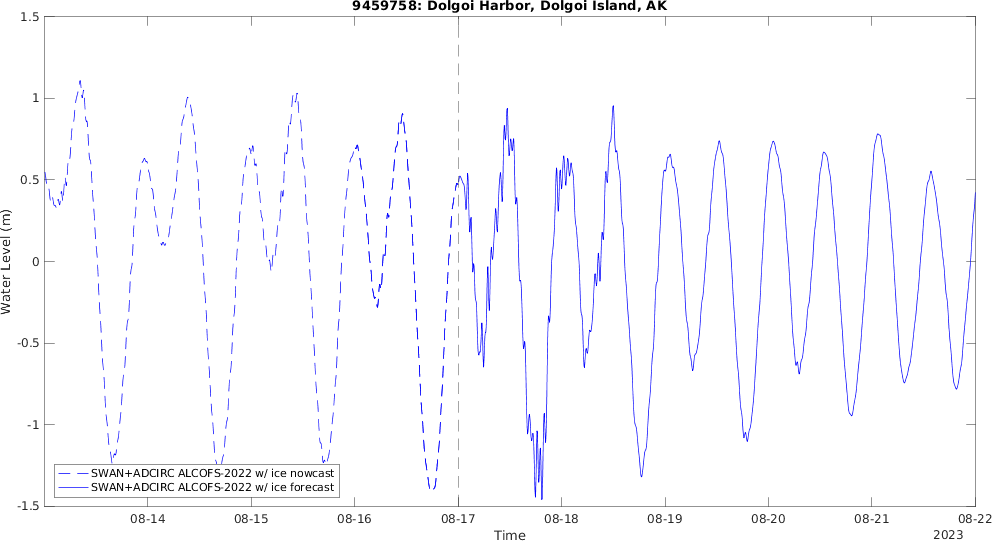 9459758: Dolgoi Harbor, Dolgoi Island, AK
1.5
1
0.5
0
-0.5
-1
-1.5
Water Level (m)
SWAN+ADCIRC ALCOFS-2022 w/ ice nowcast
SWAN+ADCIRC ALCOFS-2022 w/ ice forecast
08-14 08-15 08-16 08-17 08-18 08-19 08-20 08-21 08-22
Time
2023